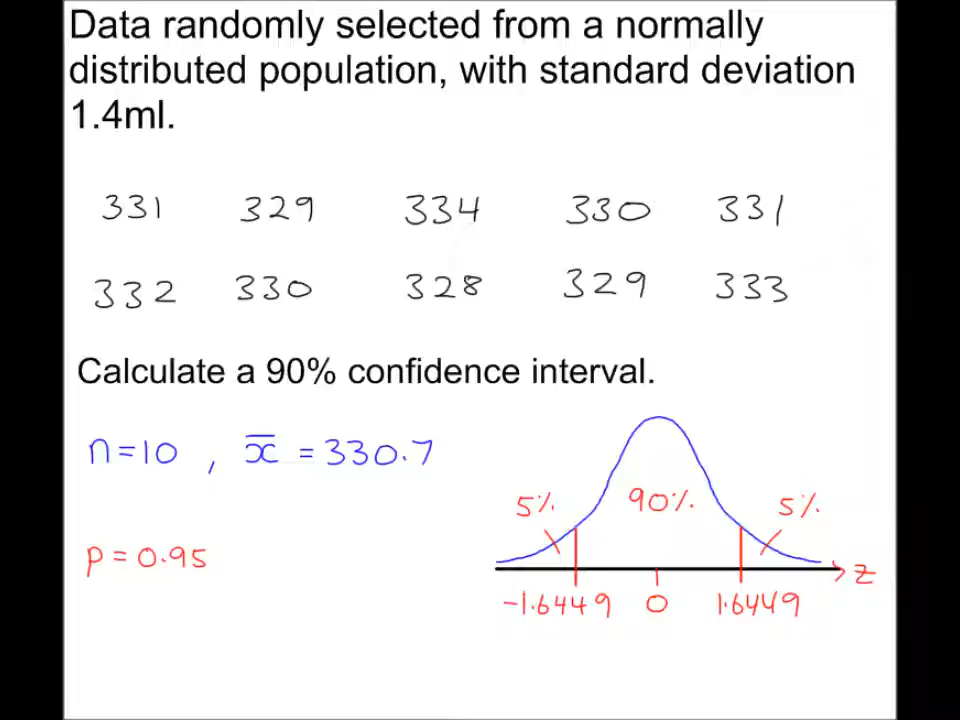 Data randomly selected from a normally
distributed population, with standard deviation
1.4ml.
331 329 334 330 331
332 330 328 329 333
Calculate a 90% confidence interval.
n=10 , x̅ = 330.7
5% 90% 5%
p = 0.95
z
-1.6449 0 1.6449